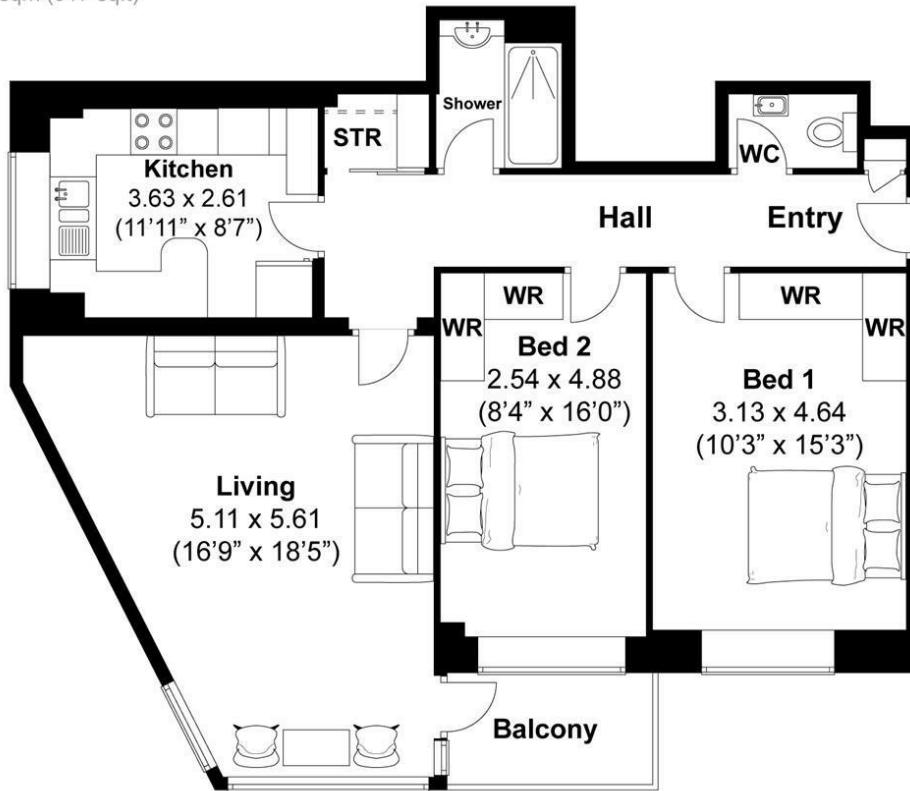 Shower
STR
WC
Kitchen
3.63 x 2.61
(11’11” x 8’7”)
Hall
Entry
WR
WR
WR
WR
Bed 2
2.54 x 4.88
(8’4” x 16’0”)
Bed 1
3.13 x 4.64
(10’3” x 15’3”)
Living
5.11 x 5.61
(16’9” x 18’5”)
Balcony